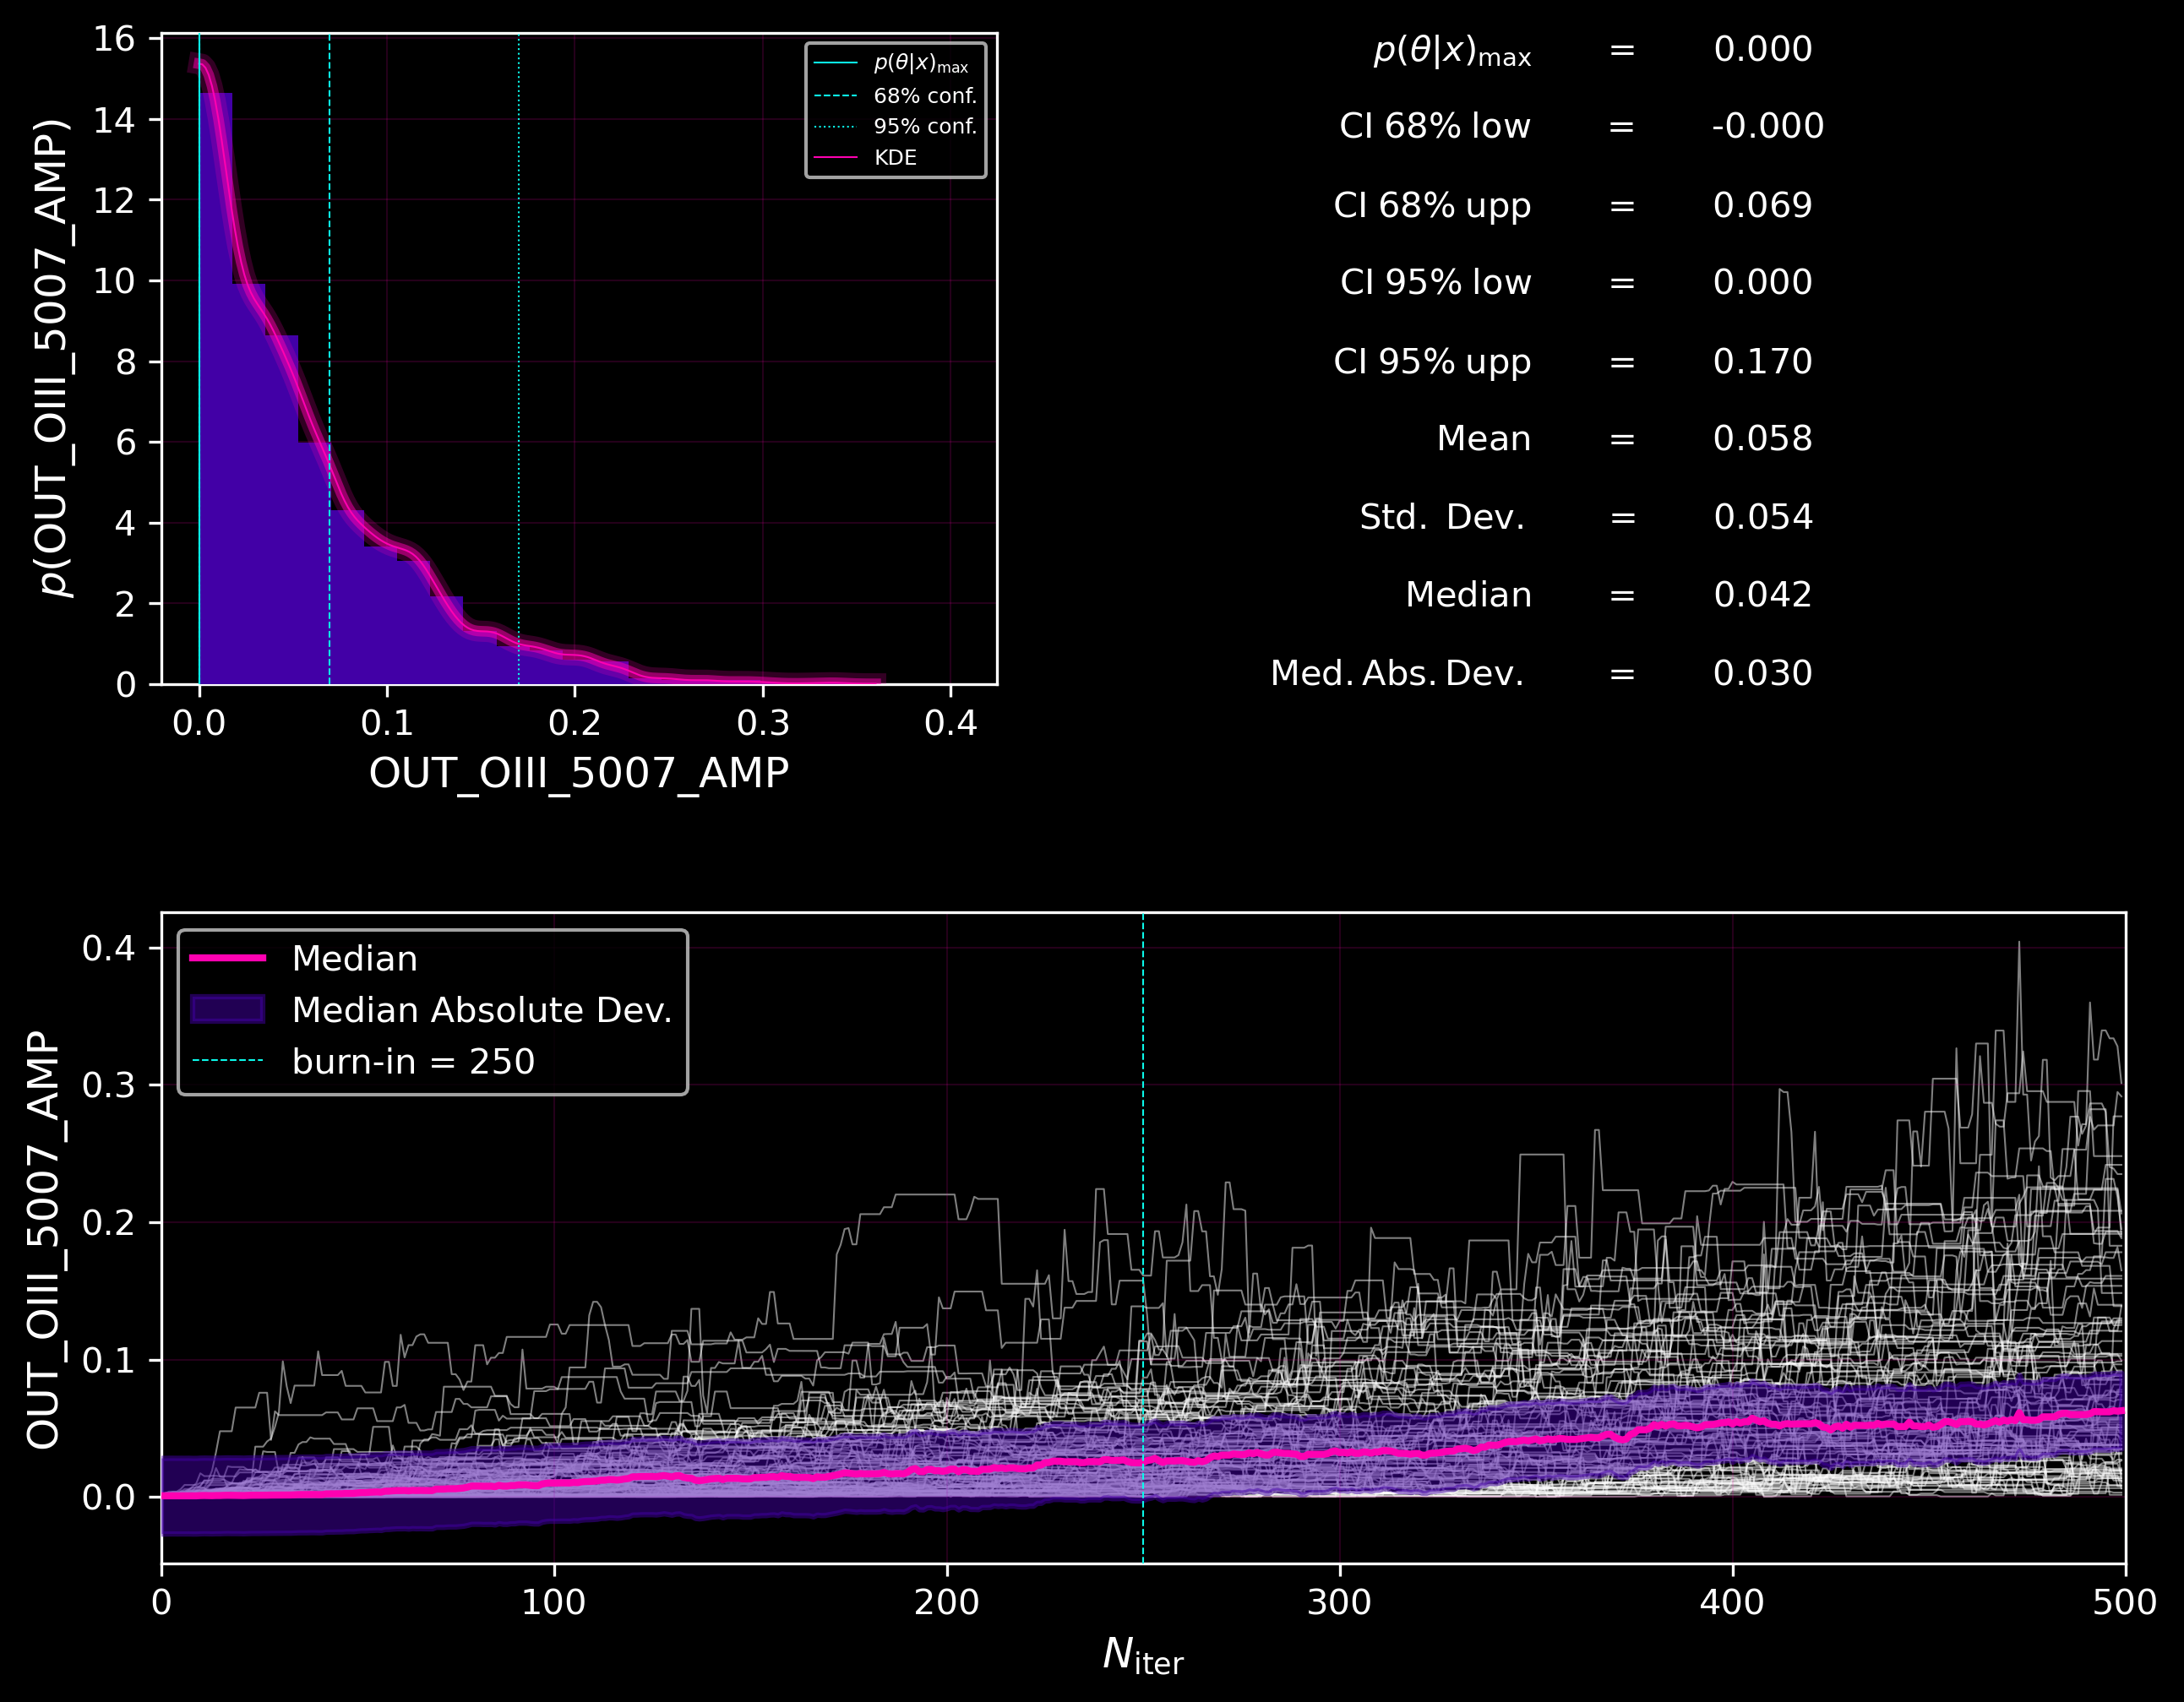 16
14
12
10
8
6
4
2
0
p(OUT_OIII_5007_AMP)
0.0 0.1 0.2 0.3 0.4
OUT_OIII_5007_AMP
p(θ|x)max
68% conf.
95% conf.
KDE
p(θ|x)max = 0.000
CI 68% low = -0.000
CI 68% upp = 0.069
CI 95% low = 0.000
CI 95% upp = 0.170
Mean = 0.058
Std. Dev. = 0.054
Median = 0.042
Med. Abs. Dev. = 0.030
0.4
0.3
0.2
0.1
0.0
OUT_OIII_5007_AMP
Median
Median Absolute Dev.
burn-in = 250
0 100 200 300 400 500
Niter